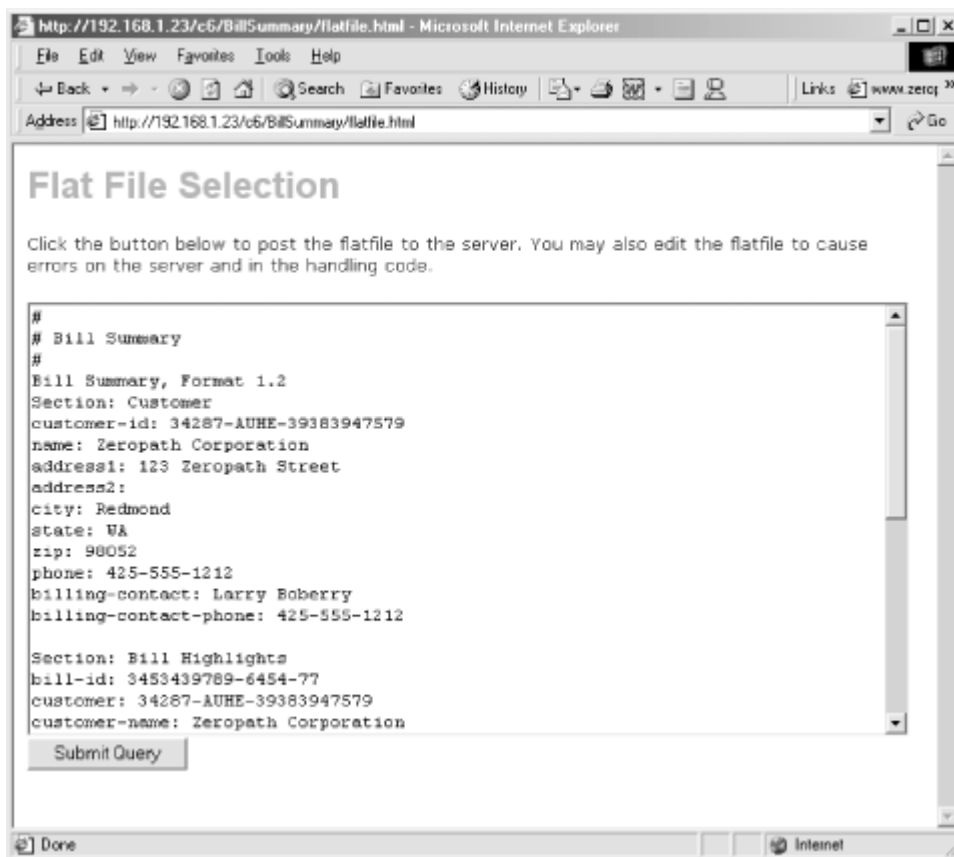 http://192.168.1.23/c6/BillSummary/flatfile.html - Microsoft Internet Explorer
File Edit View Favorites Tools Help
Back Search Favorites History Links
Address http://192.168.1.23/c6/BillSummary/flatfile.html Go
Flat File Selection
Click the button below to post the flatfile to the server. You may also edit the flatfile to cause
errors on the server and in the handling code.
#
# Bill Summary
#
Bill Summary, Format 1.2
Section: Customer
customer-id: 34287-AUHE-39383947579
name: Zeropath Corporation
address1: 123 Zeropath Street
address2:
city: Redmond
state: WA
zip: 98052
phone: 425-555-1212
billing-contact: Larry Boberry
billing-contact-phone: 425-555-1212
Section: Bill Highlights
bill-id: 3453439789-6454-77
customer: 34287-AUHE-39383947579
customer-name: Zeropath Corporation
Submit Query
Done Internet